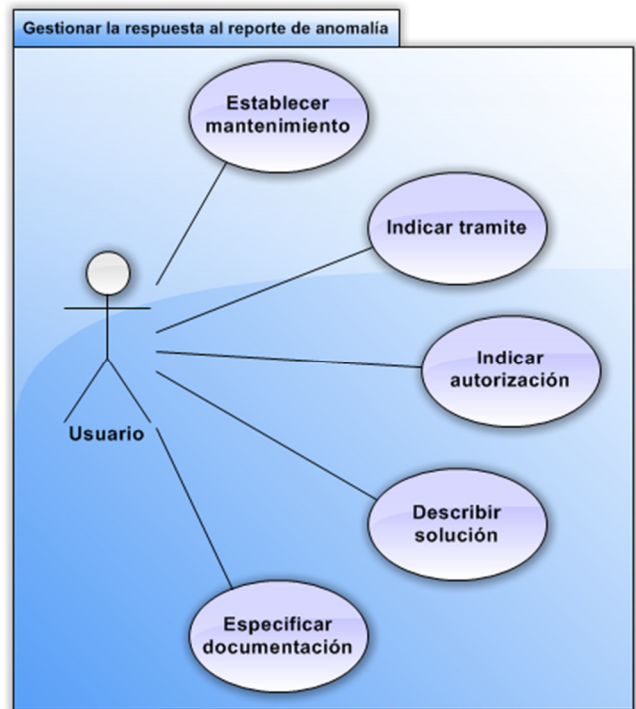 Gestionar la respuesta al reporte de anomalía
Establecer
mantenimiento
Indicar tramite
Indicar
autorización
Usuario
Describir
solución
Especificar
documentación